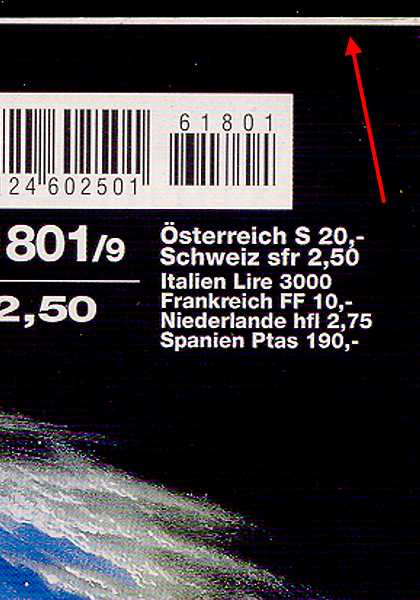 61801
24602501
801/9
2,50
Österreich S 20,-
Schweiz sfr 2,50
Italien Lire 3000
Frankreich FF 10,-
Niederlande hfl 2,75
Spanien Ptas 190,-